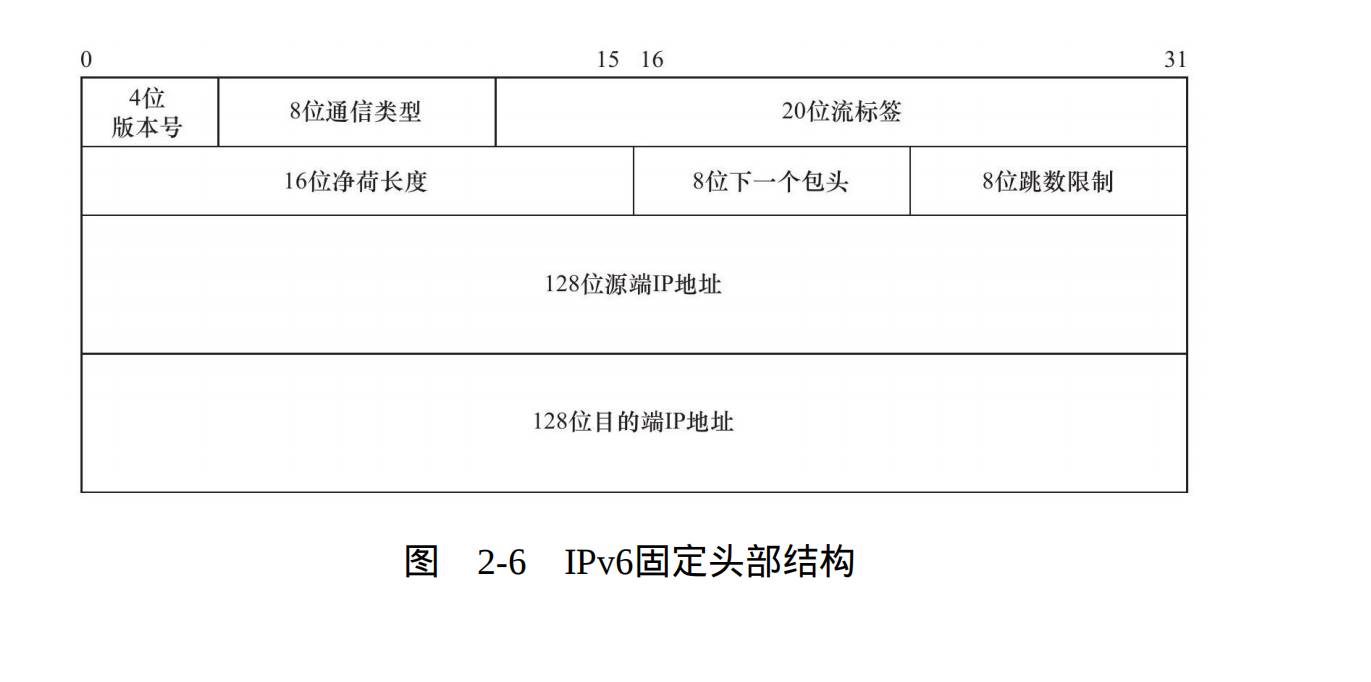 0 15 16 31
4位
版本号
8位通信类型
20位流标签
16位净荷长度
8位下一个包头
8位跳数限制
128位源端IP地址
128位目的端IP地址
图 2-6 IPv6固定头部结构